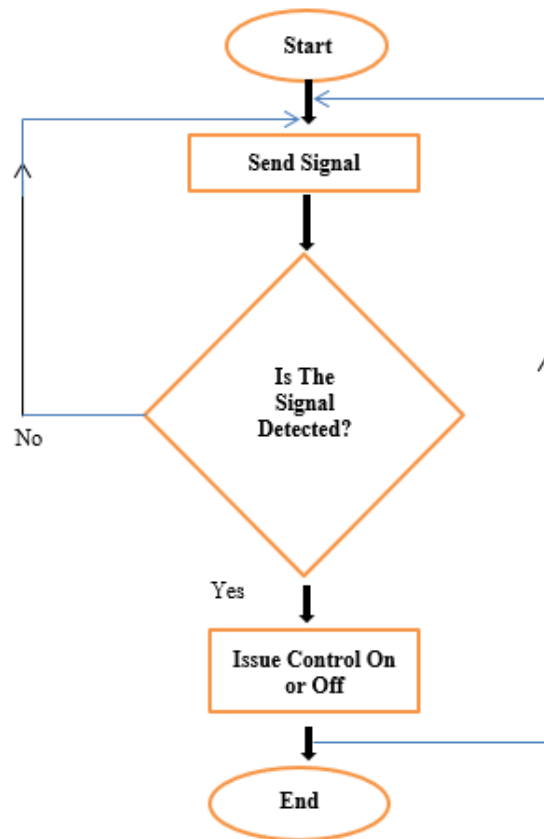 Start
Send Signal
Is The
Signal
Detected?
No
Yes
Issue Control On
or Off
End